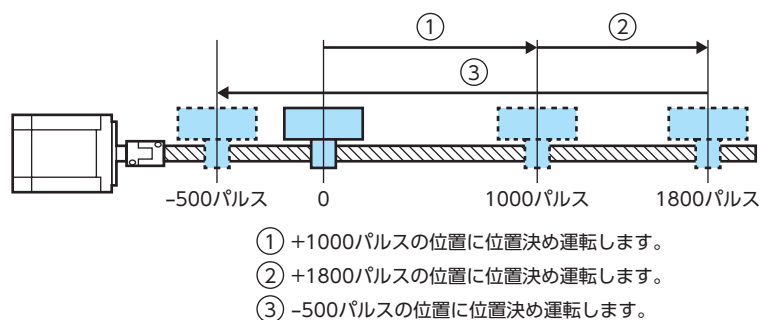 ① ②
③
–500パルス 0 1000パルス 1800パルス
① +1000パルスの位置に位置決め運転します。
② +1800パルスの位置に位置決め運転します。
③ –500パルスの位置に位置決め運転します。